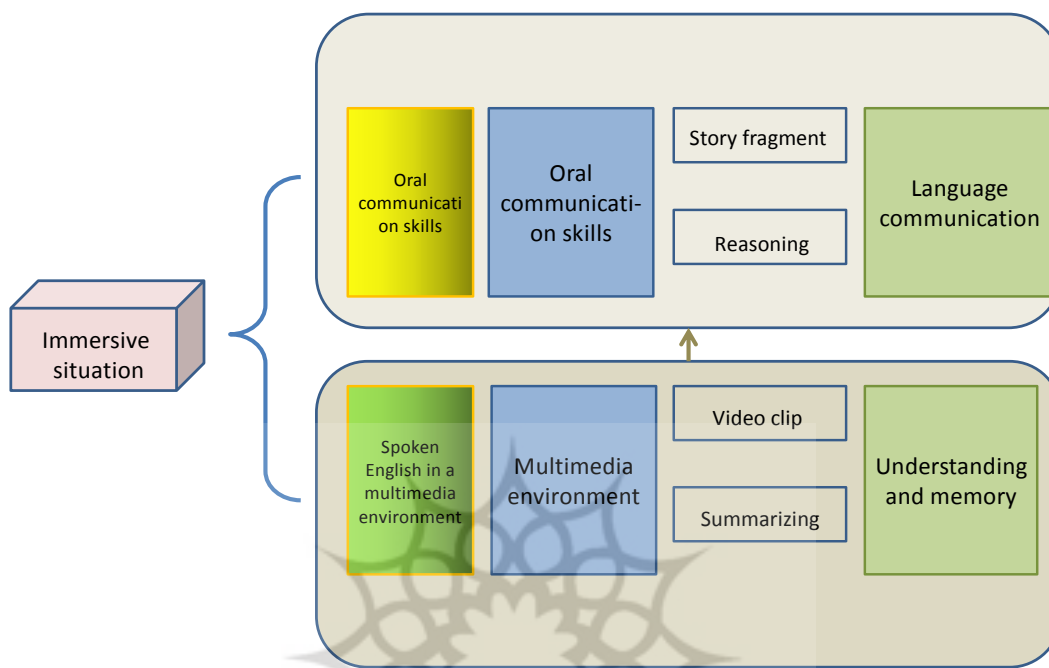 Oral
communicati
on skills
Oral
communicati-
on skills
Story fragment
Reasoning
Language
communication
Immersive
situation
Spoken
English in a
multimedia
environment
Multimedia
environment
Video clip
Summarizing
Understanding
and memory